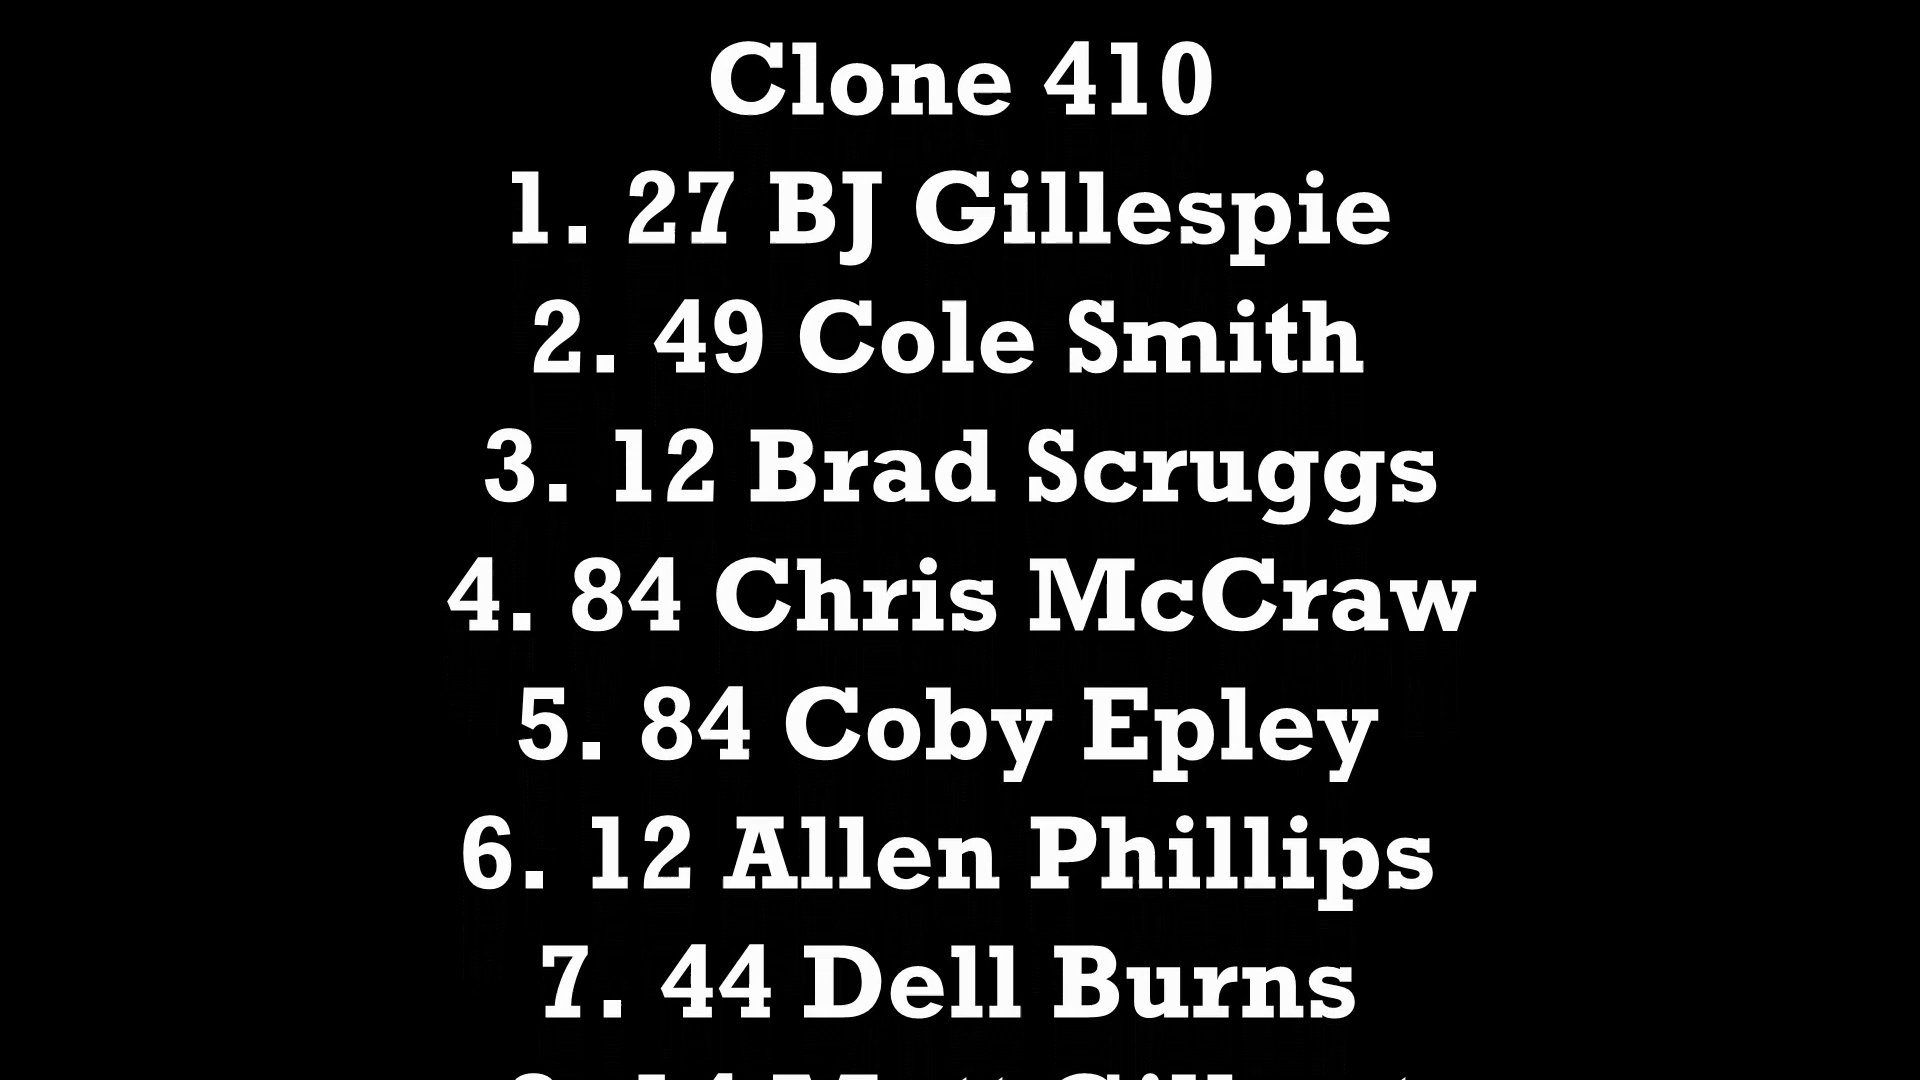 Clone 410
1. 27 BJ Gillespie
2. 49 Cole Smith
3. 12 Brad Scruggs
4. 84 Chris McCraw
5. 84 Coby Epley
6. 12 Allen Phillips
7. 44 Dell Burns